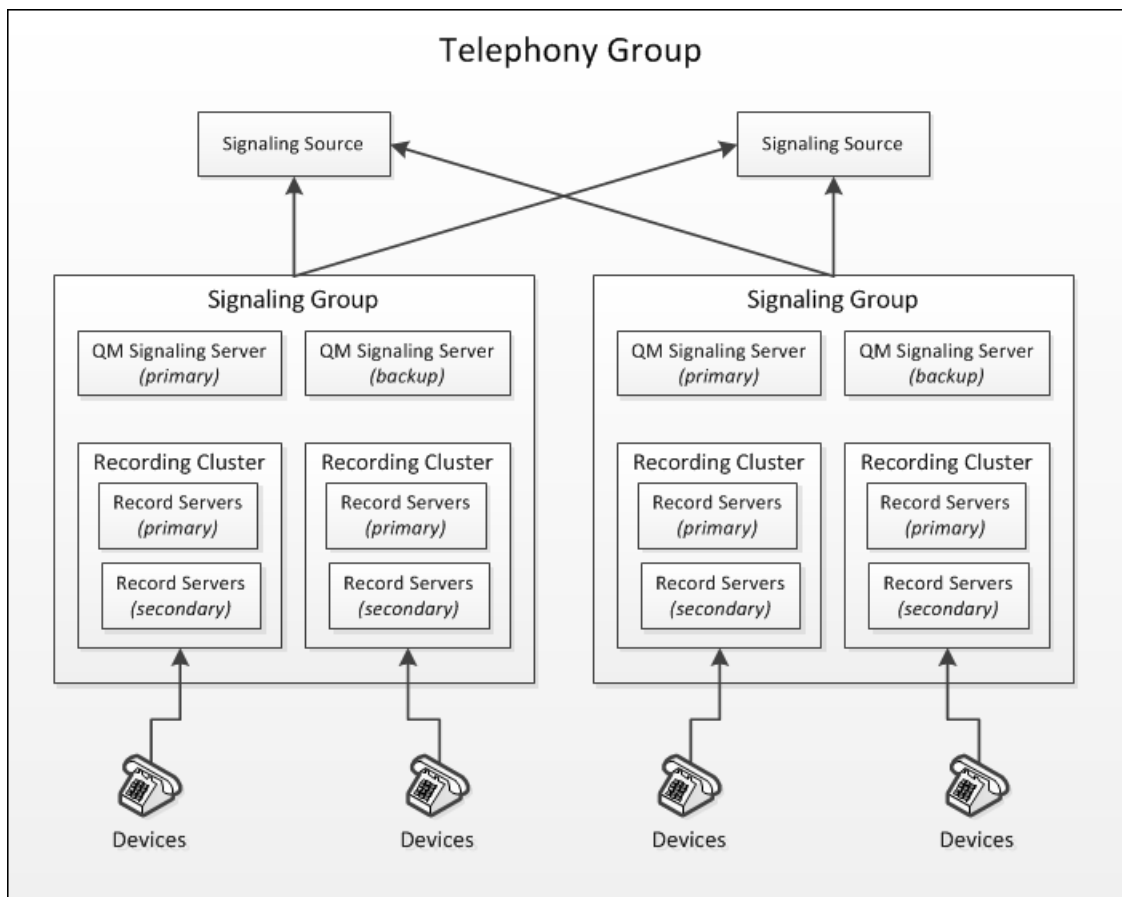 Telephony Group
Signaling Source
Signaling Source
Signaling Group
QM Signaling Server
(primary)
QM Signaling Server
(backup)
Recording Cluster
Record Servers
(primary)
Record Servers
(secondary)
Recording Cluster
Record Servers
(primary)
Record Servers
(secondary)
Signaling Group
QM Signaling Server
(primary)
QM Signaling Server
(backup)
Recording Cluster
Record Servers
(primary)
Record Servers
(secondary)
Recording Cluster
Record Servers
(primary)
Record Servers
(secondary)
Devices
Devices
Devices
Devices